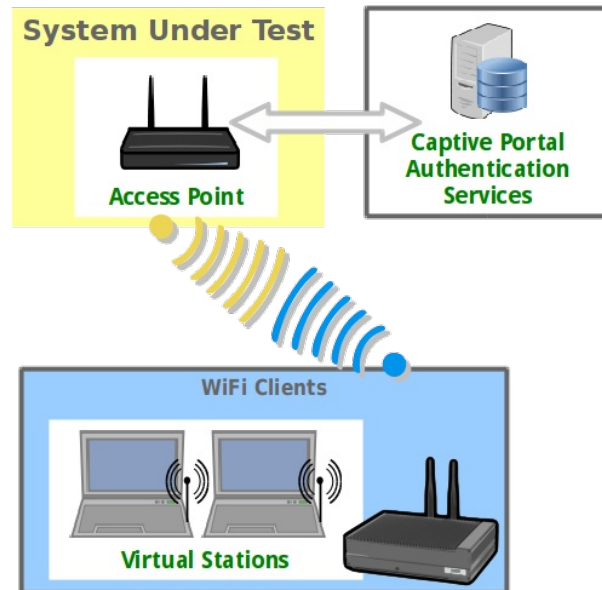 System Under Test
Access Point
Captive Portal
Authentication
Services
WiFi Clients
Virtual Stations